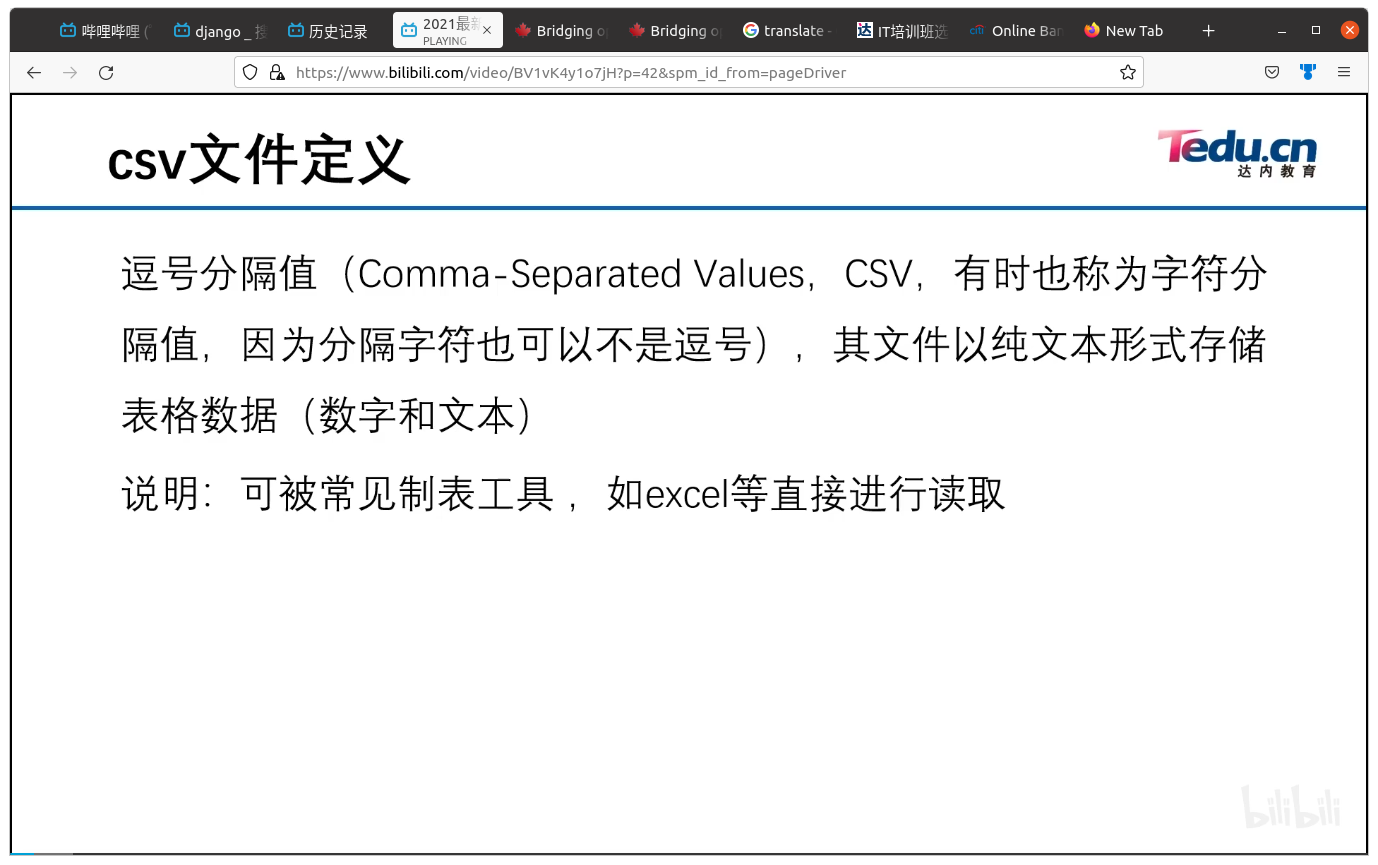 哔哩哔哩 (
django _ 搜
历史记录
2021最新
PLAYING
Bridging o
Bridging o
translate -
IT培训班选
Online Ban
New Tab
https://www.bilibili.com/video/BV1vK4y1o7jH?p=42&spm_id_from=pageDriver
csv文件定义
Tedu.cn
达内教育
逗号分隔值（Comma-Separated Values，CSV，有时也称为字符分
隔值，因为分隔字符也可以不是逗号），其文件以纯文本形式存储
表格数据（数字和文本）
说明：可被常见制表工具 ，如excel等直接进行读取
bilibili